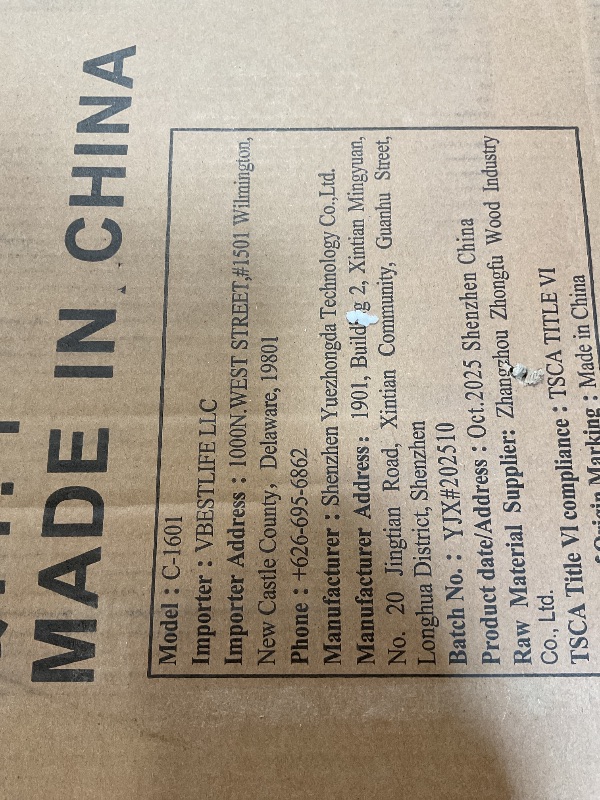 MADE IN CHINA
Model : C-1601
Importer : VBESTLIFE LLC
Importer Address : 1000N.WEST STREET,#1501 Wilmington,
New Castle County, Delaware, 19801
Phone : +626-695-6862
Manufacturer : Shenzhen Yuezhongda Technology Co.,Ltd.
Manufacturer Address : 1901, Building 2, Xintian Mingyuan,
No. 20 Jingtian Road, Xintian Community, Guanhu Street,
Longhua District, Shenzhen
Batch No. : YJX#202510
Product date/Address : Oct.2025 Shenzhen China
Raw Material Supplier: Zhangzhou Zhongfu Wood Industry
Co., Ltd.
TSCA Title VI compliance : TSCA TITLE VI
Origin Marking : Made in China